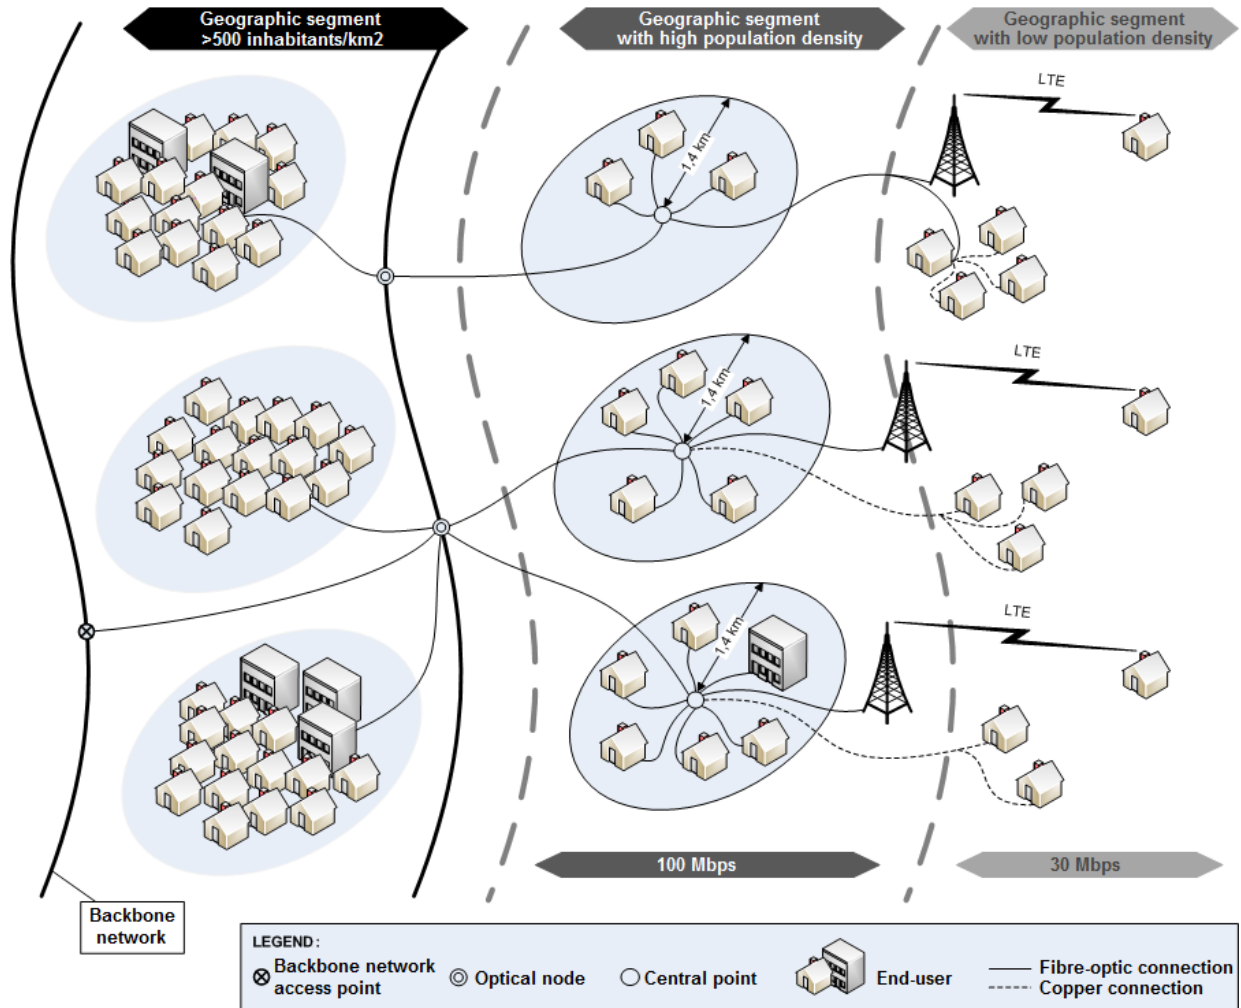 Geographic segment
>500 inhabitants/km2
Geographic segment
with high population density
Geographic segment
with low population density
LTE
1,4 km
LTE
1,4 km
LTE
1,4 km
100 Mbps
30 Mbps
Backbone
network
LEGEND:
Backbone network
access point
Optical node
Central point
End-user
Fibre-optic connection
Copper connection